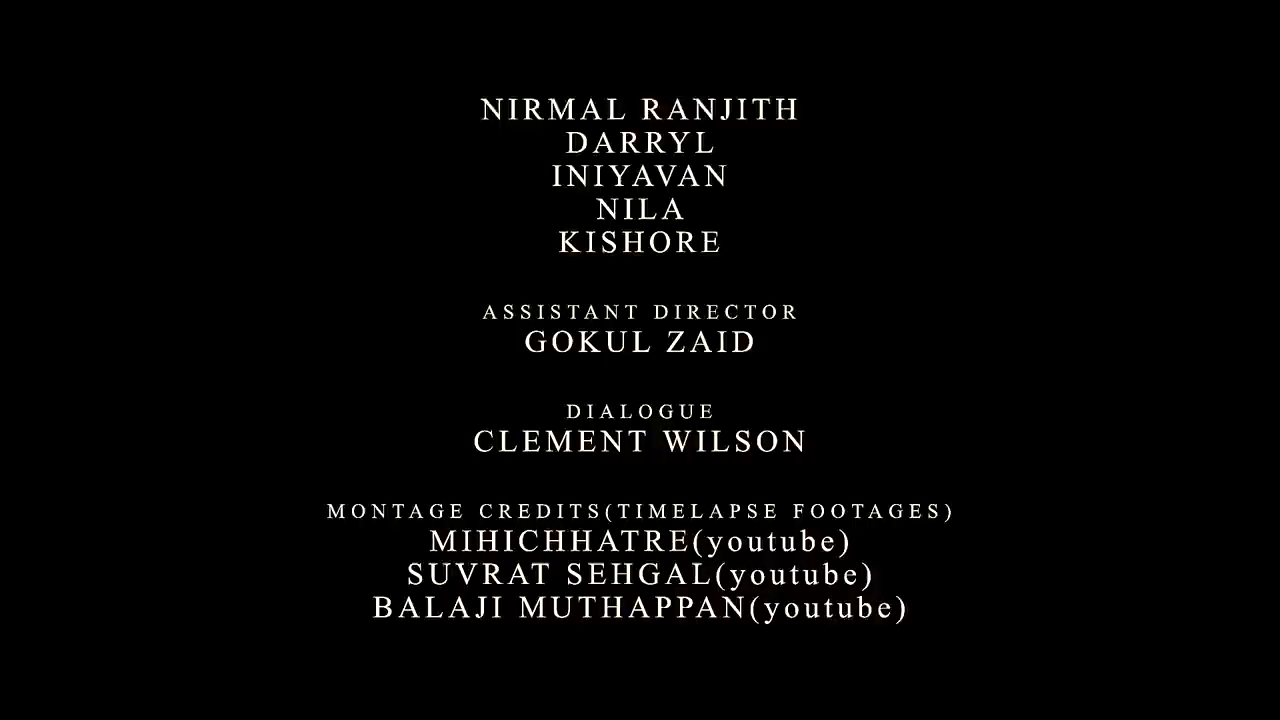 NIRMAL RANJITH
DARRYL
INIYAVAN
NILA
KISHORE
ASSISTANT DIRECTOR
GOKUL ZAID
DIALOGUE
CLEMENT WILSON
MONTAGE CREDITS(TIMELAPSE FOOTAGES)
MIHICHHATRE(youtube)
SUVRAT SEHGAL(youtube)
BALAJI MUTHAPPAN(youtube)